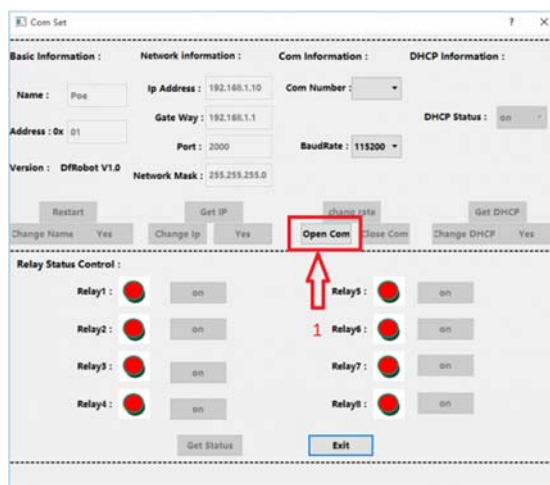 Com Set ? ×
Basic Information : Network information : Com Information : DHCP Information :
Name : Poe Ip Address : 192.168.1.10 Com Number :
Gate Way : 192.168.1.1 DHCP Status : on
Address : 0x 01 Port : 2000 BaudRate : 115200
Version : DfRobot V1.0 Network Mask : 255.255.255.0
Restart Get IP chang rate Get DHCP
Change Name Yes Change Ip Yes Open Com Close Com Change DHCP Yes
Relay Status Control :
Relay1 : on Relay5 : on
Relay2 : on 1 Relay6 : on
Relay3 : on Relay7 : on
Relay4 : on Relay8 : on
Get Status Exit